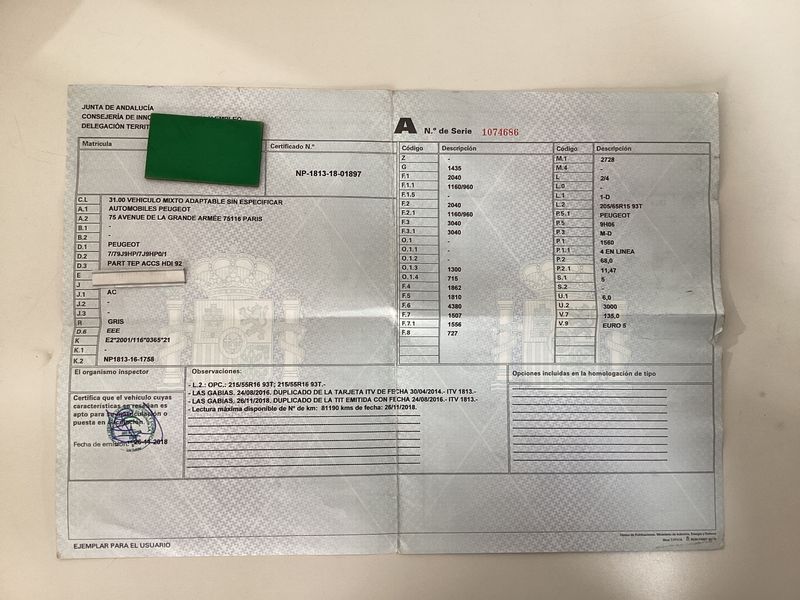 JUNTA DE ANDALUCÍA
CONSEJERÍA DE
DELEGACIÓN
Matrícula
Certificado N.º
NP-1813-18-01897
C.L 31.00 VEHICULO MIXTO ADAPTABLE SIN ESPECIFICAR
A.1 AUTOMOBILES PEUGEOT
A.2 75 AVENUE DE LA GRANDE ARMÉE 75116 PARIS
B.1 -
B.2 -
D.1 PEUGEOT
D.2 7/79J9HP/7J9HP0/1
D.3 PART TEP ACCS HDI 92
E
J
J.1 AC
J.2 -
J.3 -
R GRIS
D.6 EEE
K E2*2001/116*0365*21
K.1 -
K.2 NP1813-16-1758
A N.º de Serie 1074686
Código Descripción
Z -
G 1435
F.1 2040
F.1.1 1160/960
F.1.5
F.2 2040
F.2.1 1160/960
F.3 3040
F.3.1 3040
O.1 -
O.1.1 -
O.1.2 -
O.1.3 1300
O.1.4 715
F.4 1862
F.5 1810
F.6 4380
F.7 1507
F.7.1 1556
F.8 727
Código Descripción
M.1 2728
M.4 -
L 2/4
L.0 -
L.1 1-D
L.2 205/65R15 93T
P.5.1 PEUGEOT
P.5 9H06
P.3 M-D
P.1 1560
P.1.1 4 EN LINEA
P.2 68,0
P.2.1 11,47
S.1 5
S.2 -
U.1 6,0
U.2 3000
V.7 135,0
V.9 EURO 5
El organismo inspector
Certifica que el vehículo cuyas
características se reseñan es
apto para
puesta en
Fecha de emisión: 26-11-2018
Observaciones:
- L.2.: OPC.: 215/55R16 93T; 215/55R16 93T.-
- LAS GABIAS, 24/08/2016. DUPLICADO DE LA TARJETA ITV DE FECHA 30/04/2014.- ITV 1813.-
- LAS GABIAS, 26/11/2018. DUPLICADO DE LA TIT EMITIDA CON FECHA 24/08/2016.- ITV 1813.-
- Lectura máxima disponible de Nº de km: 81190 kms de fecha: 26/11/2018.
Opciones incluidas en la homologación de tipo
EJEMPLAR PARA EL USUARIO